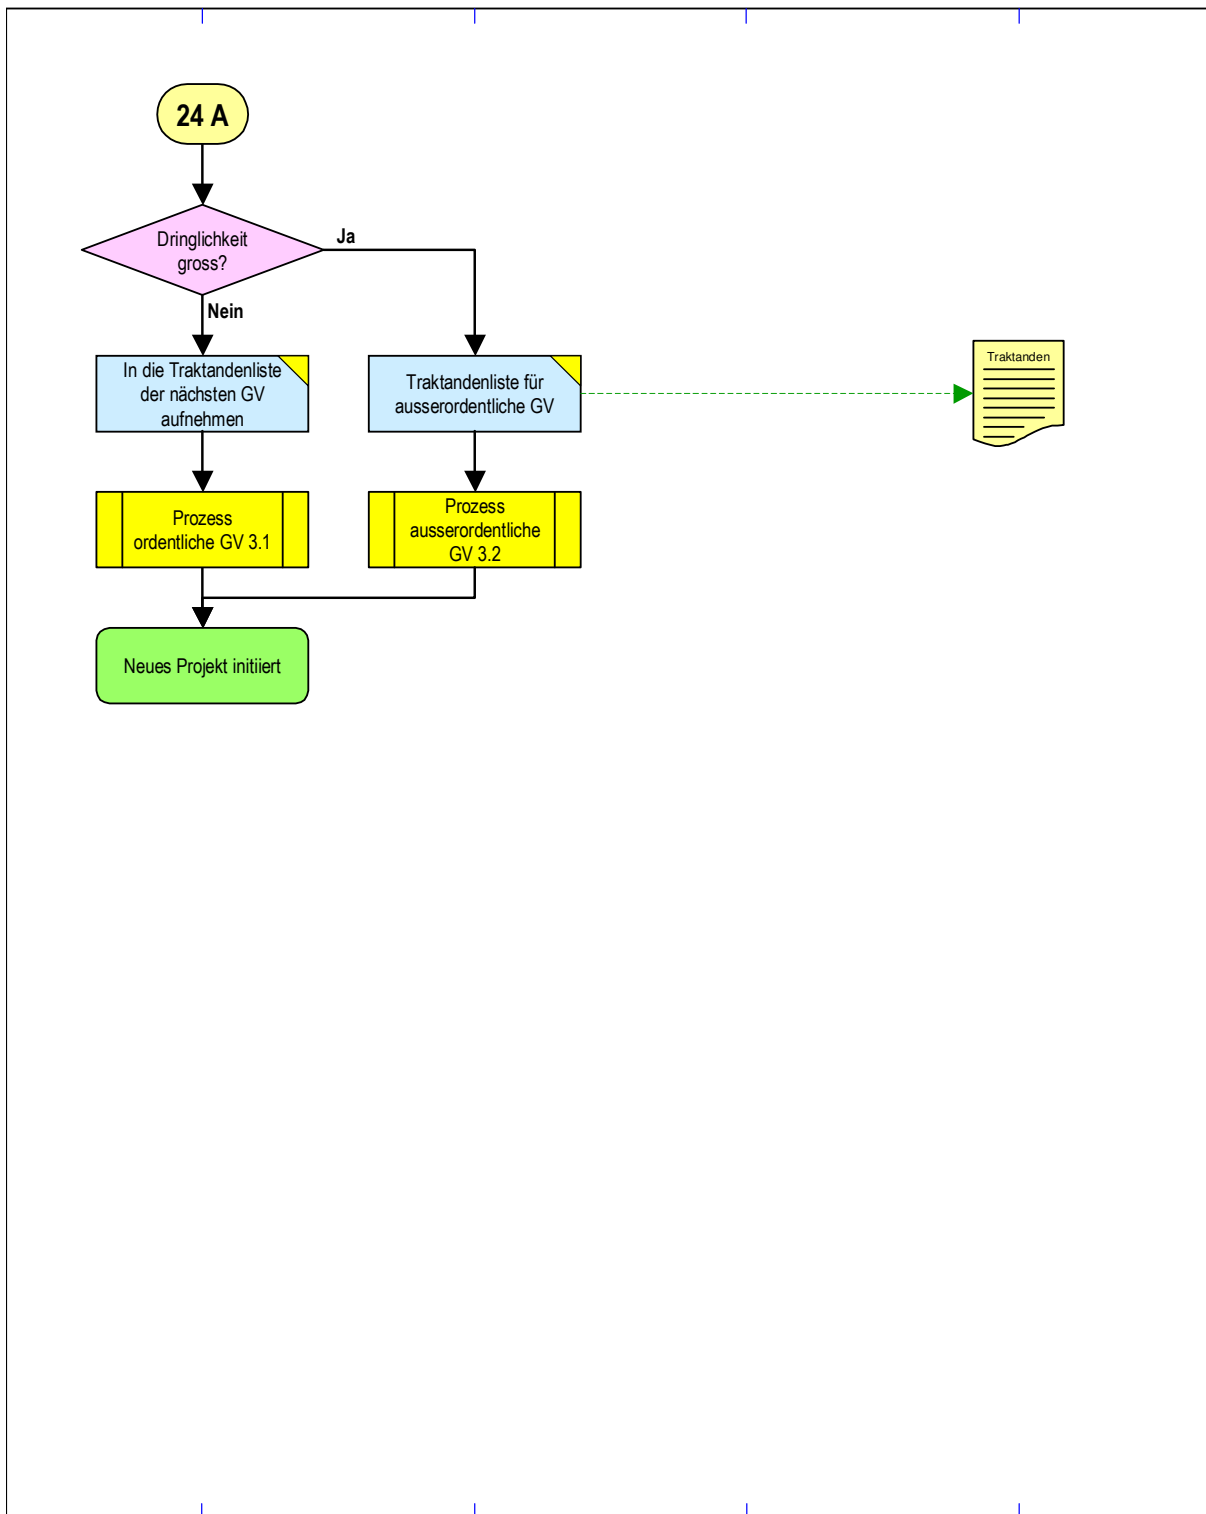 24 A
Dringlichkeit
gross?
Ja
Nein
In die Traktandenliste
der nächsten GV
aufnehmen
Traktandenliste für
ausserordentliche GV
Traktanden
Prozess
ordentliche GV 3.1
Prozess
ausserordentliche
GV 3.2
Neues Projekt initiiert